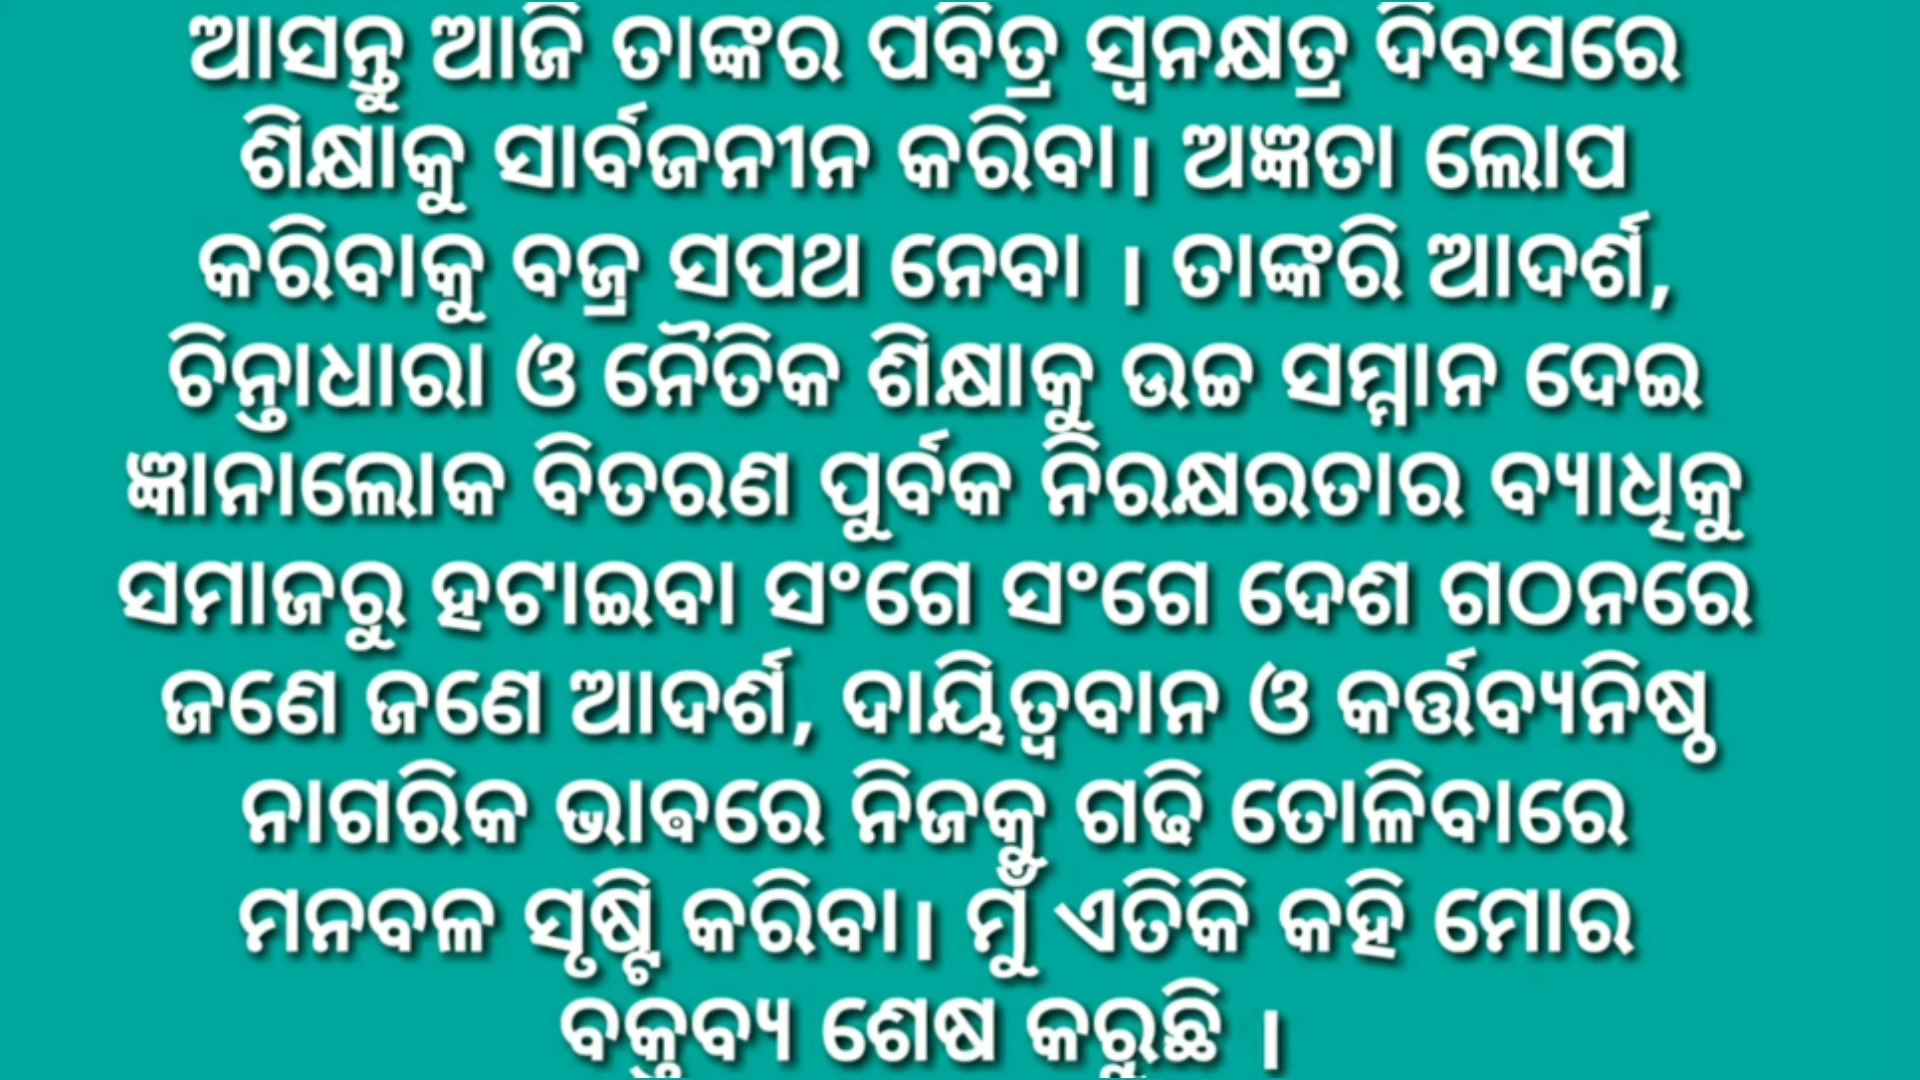 ଆସନ୍ତୁ ଆଜି ତାଙ୍କର ପବିତ୍ର ସ୍ୱନକ୍ଷତ୍ର ଦିବସରେ
ଶିକ୍ଷାକୁ ସାର୍ବଜନୀନ କରିବା। ଅଜ୍ଞତା ଲୋପ
କରିବାକୁ ବଜ୍ର ସପଥ ନେବା । ତାଙ୍କରି ଆଦର୍ଶ,
ଚିନ୍ତାଧାରା ଓ ନୈତିକ ଶିକ୍ଷାକୁ ଉଚ୍ଚ ସମ୍ମାନ ଦେଇ
ଜ୍ଞାନାଲୋକ ବିତରଣ ପୁର୍ବକ ନିରକ୍ଷରତାର ବ୍ୟାଧିକୁ
ସମାଜରୁ ହଟାଇବା ସଂଗେ ସଂଗେ ଦେଶ ଗଠନରେ
ଜଣେ ଜଣେ ଆଦର୍ଶ, ଦାୟିତ୍ୱବାନ ଓ କର୍ତ୍ତବ୍ୟନିଷ୍ଠ
ନାଗରିକ ଭାଵରେ ନିଜକୁ ଗଢି ତୋଳିବାରେ
ମନବଳ ସୃଷ୍ଟି କରିବା। ମୁଁ ଏତିକି କହି ମୋର
ବକ୍ତବ୍ୟ ଶେଷ କରୁଛି ।